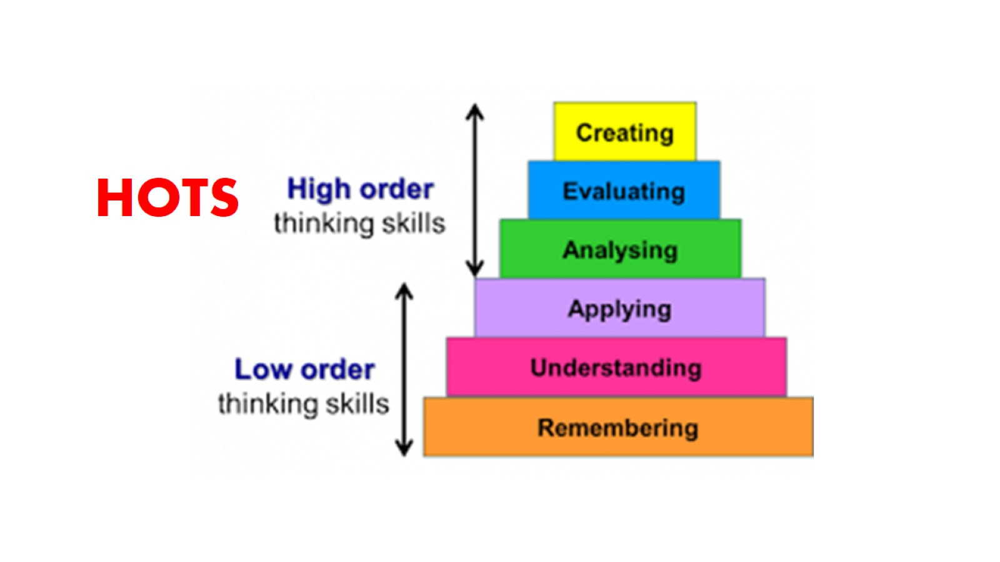 HOTS
High order
thinking skills
Low order
thinking skills
Creating
Evaluating
Analysing
Applying
Understanding
Remembering